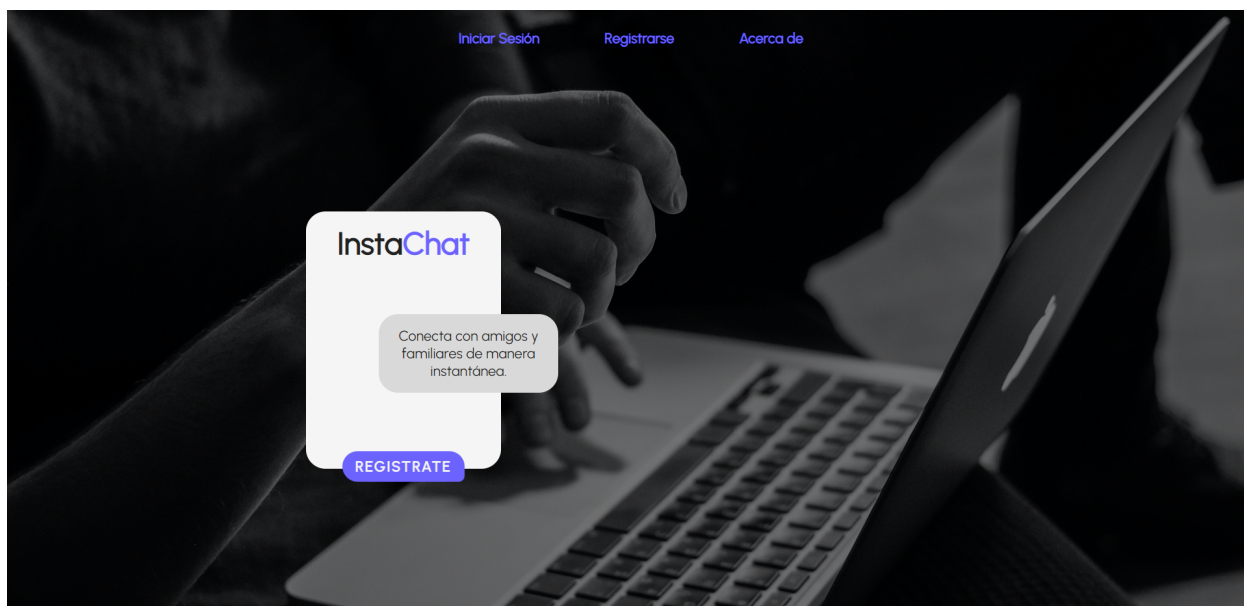 Iniciar Sesión Registrarse Acerca de
InstaChat
Conecta con amigos y
familiares de manera
instantánea.
REGISTRATE